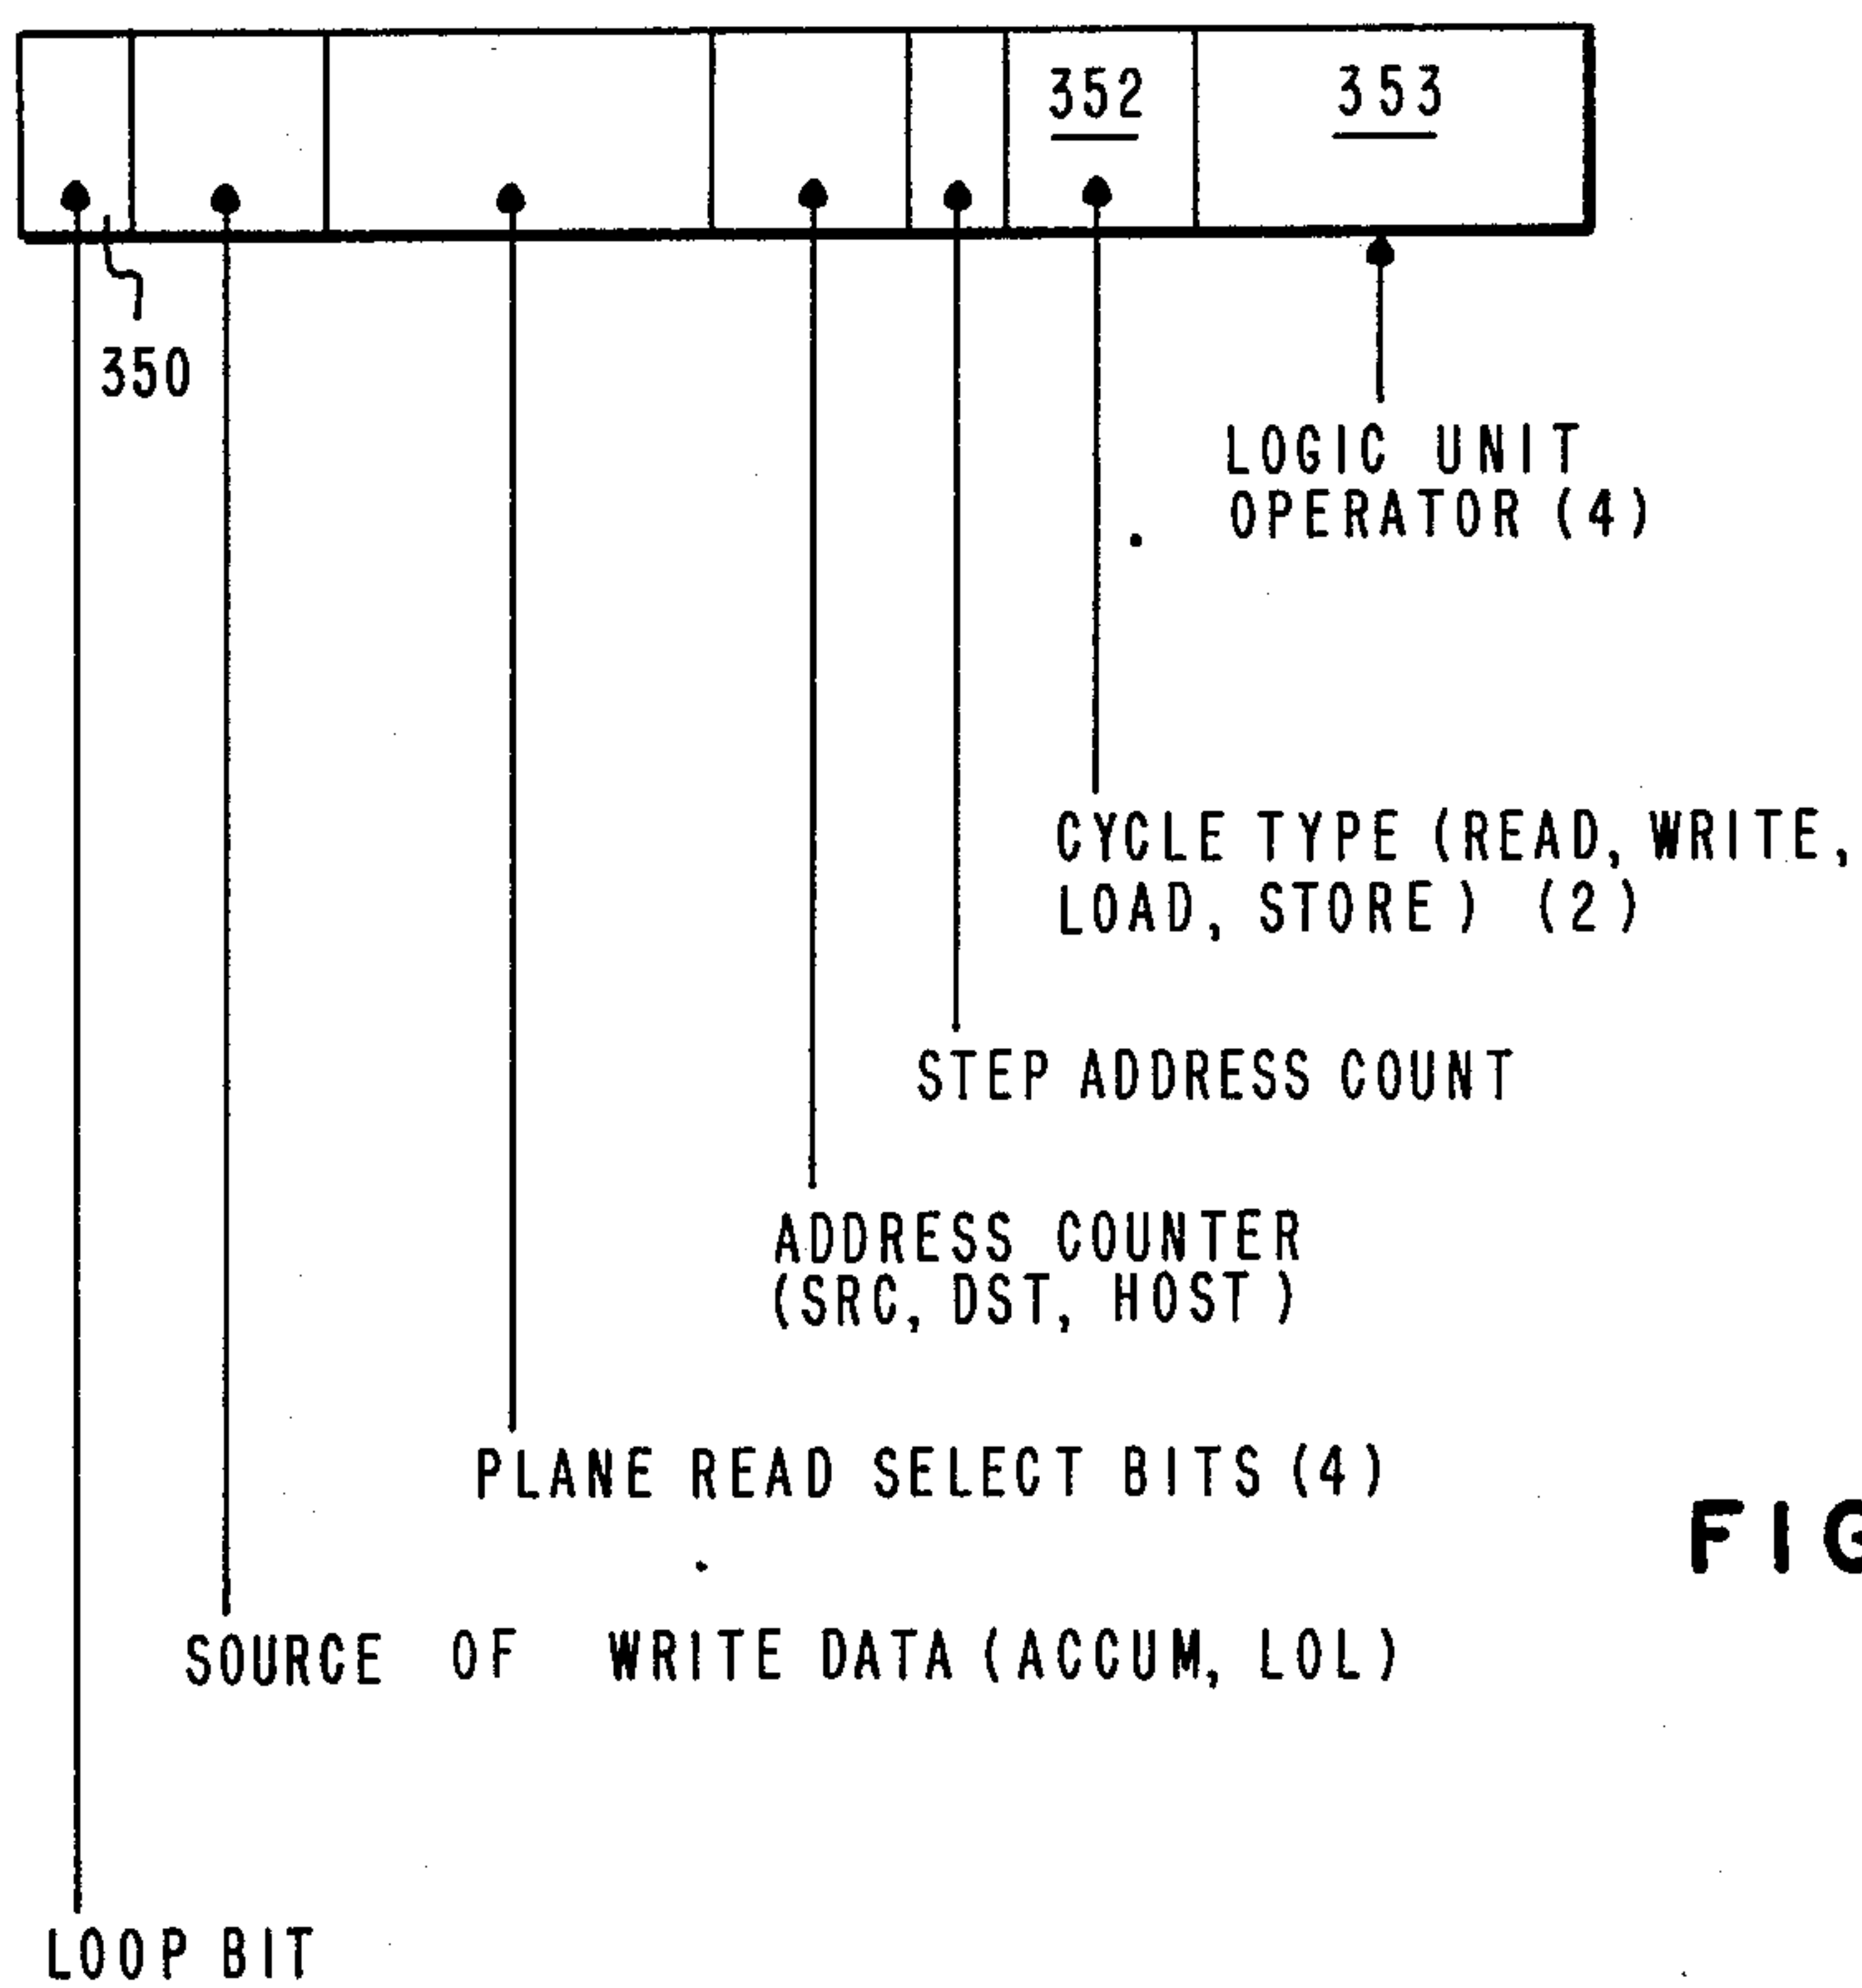 352
353
350
LOGIC UNIT
OPERATOR (4)
CYCLE TYPE (READ, WRITE,
LOAD, STORE) (2)
STEP ADDRESS COUNT
ADDRESS COUNTER
(SRC, DST, HOST)
PLANE READ SELECT BITS (4)
SOURCE OF WRITE DATA (ACCUM, LOL)
LOOP BIT